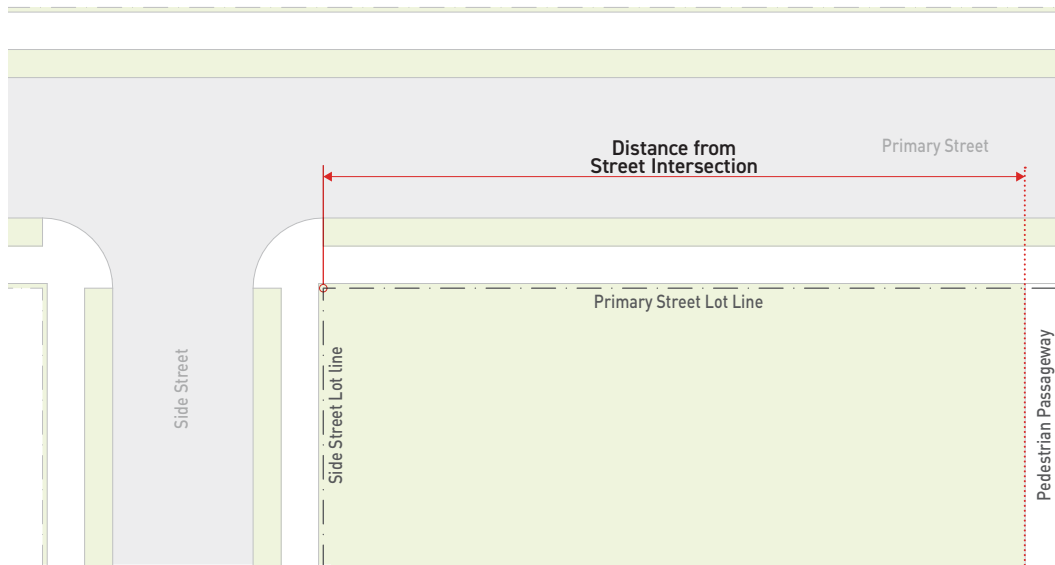 Distance from
Street Intersection
Primary Street
Primary Street Lot Line
Side Street
Side Street Lot line
Pedestrian Passageway